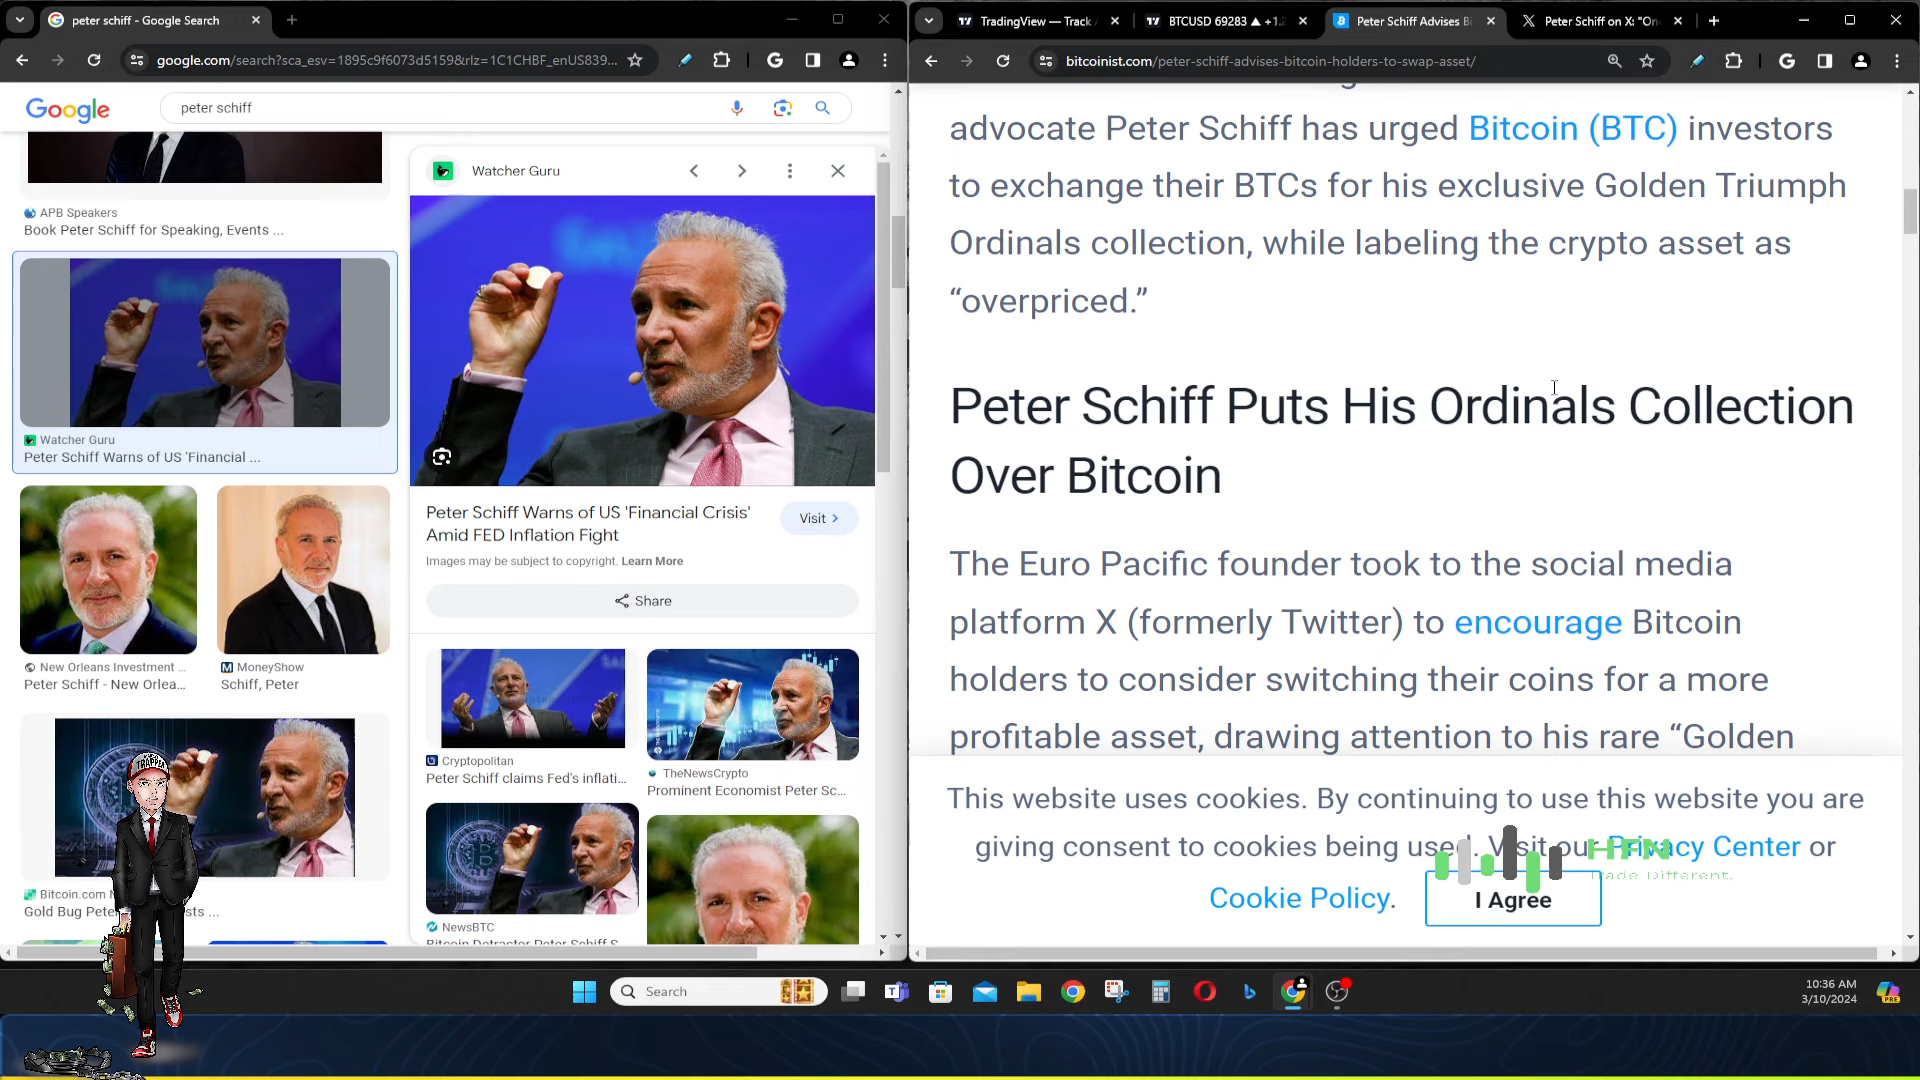 peter schiff - Google Search
google.com/search?sca_esv=1895c9f6073d5159&rlz=1C1CHBF_enUS839...
Google
peter schiff
APB Speakers
Book Peter Schiff for Speaking, Events ...
Watcher Guru
Peter Schiff Warns of US 'Financial ...
New Orleans Investment ...
Peter Schiff - New Orlea...
MoneyShow
Schiff, Peter
Bitcoin.com
Gold Bug Pete
sts ...
TRAPPER
Watcher Guru
Peter Schiff Warns of US 'Financial Crisis'
Amid FED Inflation Fight
Visit
Images may be subject to copyright. Learn More
Share
Cryptopolitan
Peter Schiff claims Fed's inflati...
TheNewsCrypto
Prominent Economist Peter Sc...
NewsBTC
Bitcoin Detractor Peter Schiff S
TradingView — Track
BTCUSD 69283 ▲ +1.2
Peter Schiff Advises Bi
Peter Schiff on X: "On
bitcoinist.com/peter-schiff-advises-bitcoin-holders-to-swap-asset/
advocate Peter Schiff has urged Bitcoin (BTC) investors
to exchange their BTCs for his exclusive Golden Triumph
Ordinals collection, while labeling the crypto asset as
“overpriced.”
Peter Schiff Puts His Ordinals Collection
Over Bitcoin
The Euro Pacific founder took to the social media
platform X (formerly Twitter) to encourage Bitcoin
holders to consider switching their coins for a more
profitable asset, drawing attention to his rare “Golden
This website uses cookies. By continuing to use this website you are
giving consent to cookies being used. Visit our Privacy Center or
Cookie Policy.
I Agree
HFN
Trade Different.
Search
10:36 AM
3/10/2024
PRE